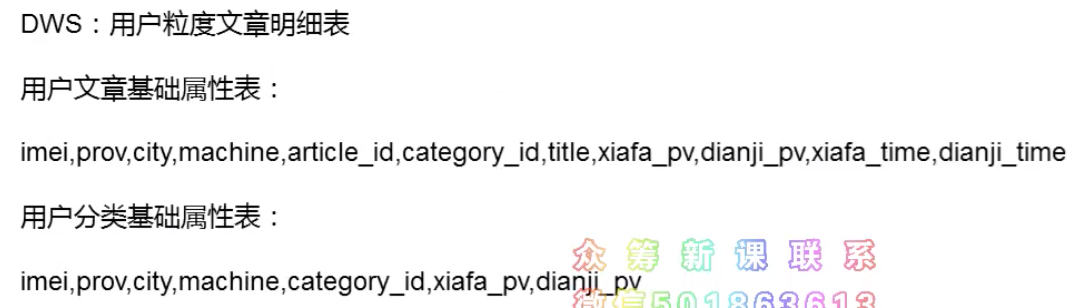 DWS：用户粒度文章明细表
用户文章基础属性表：
imei,prov,city,machine,article_id,category_id,title,xiafa_pv,dianji_pv,xiafa_time,dianji_time
用户分类基础属性表：
众筹新课联系
imei,prov,city,machine,category_id,xiafa_pv,dianji_pv
微信501863613